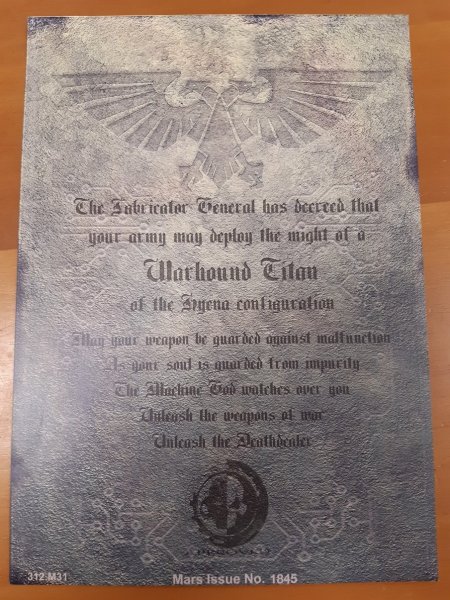 The Fabricator General has decreed that
your army may deploy the might of a
Warhound Titan
of the Hyena configuration
May your weapon be guarded against malfunction
As your soul is guarded from impurity
The Machine God watches over you
Unleash the weapons of war
Unleash the Deathdealer
APPROVED
312.M31
Mars Issue No. 1845